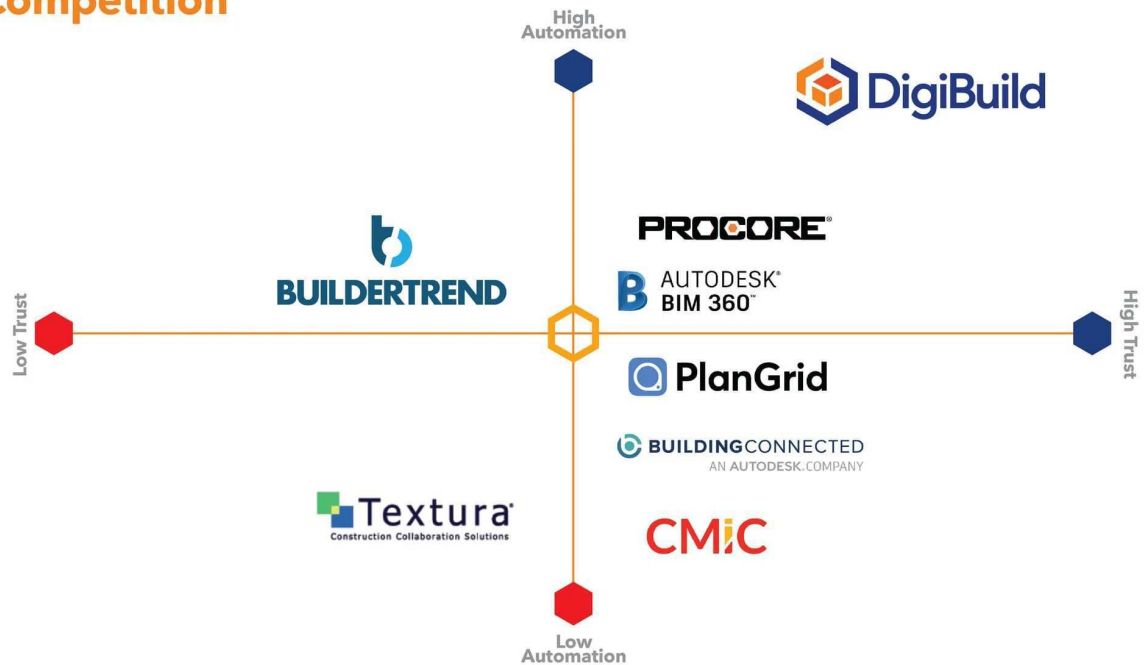 Competition
High
Automation
DigiBuild
PROCORE®
BUILDERTREND
AUTODESK®
BIM 360™
Low Trust
High Trust
PlanGrid
BUILDINGCONNECTED
AN AUTODESK. COMPANY
Textura®
Construction Collaboration Solutions
CMiC
Low
Automation